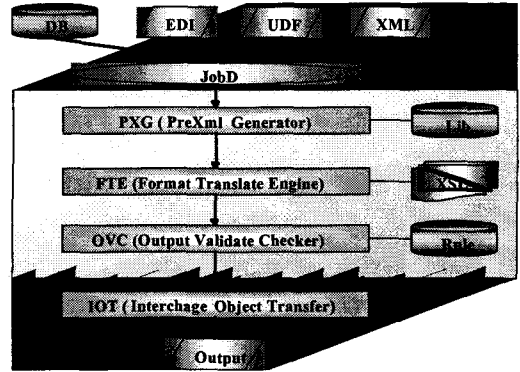 DB EDI UDF XML
JobD
PXG ( PreXml Generator)
Lib
FTE (Format Translate Engine)
XSL
OVC (Output Validate Checker)
Rule
IOT ( Interchage Object Transfer)
Output